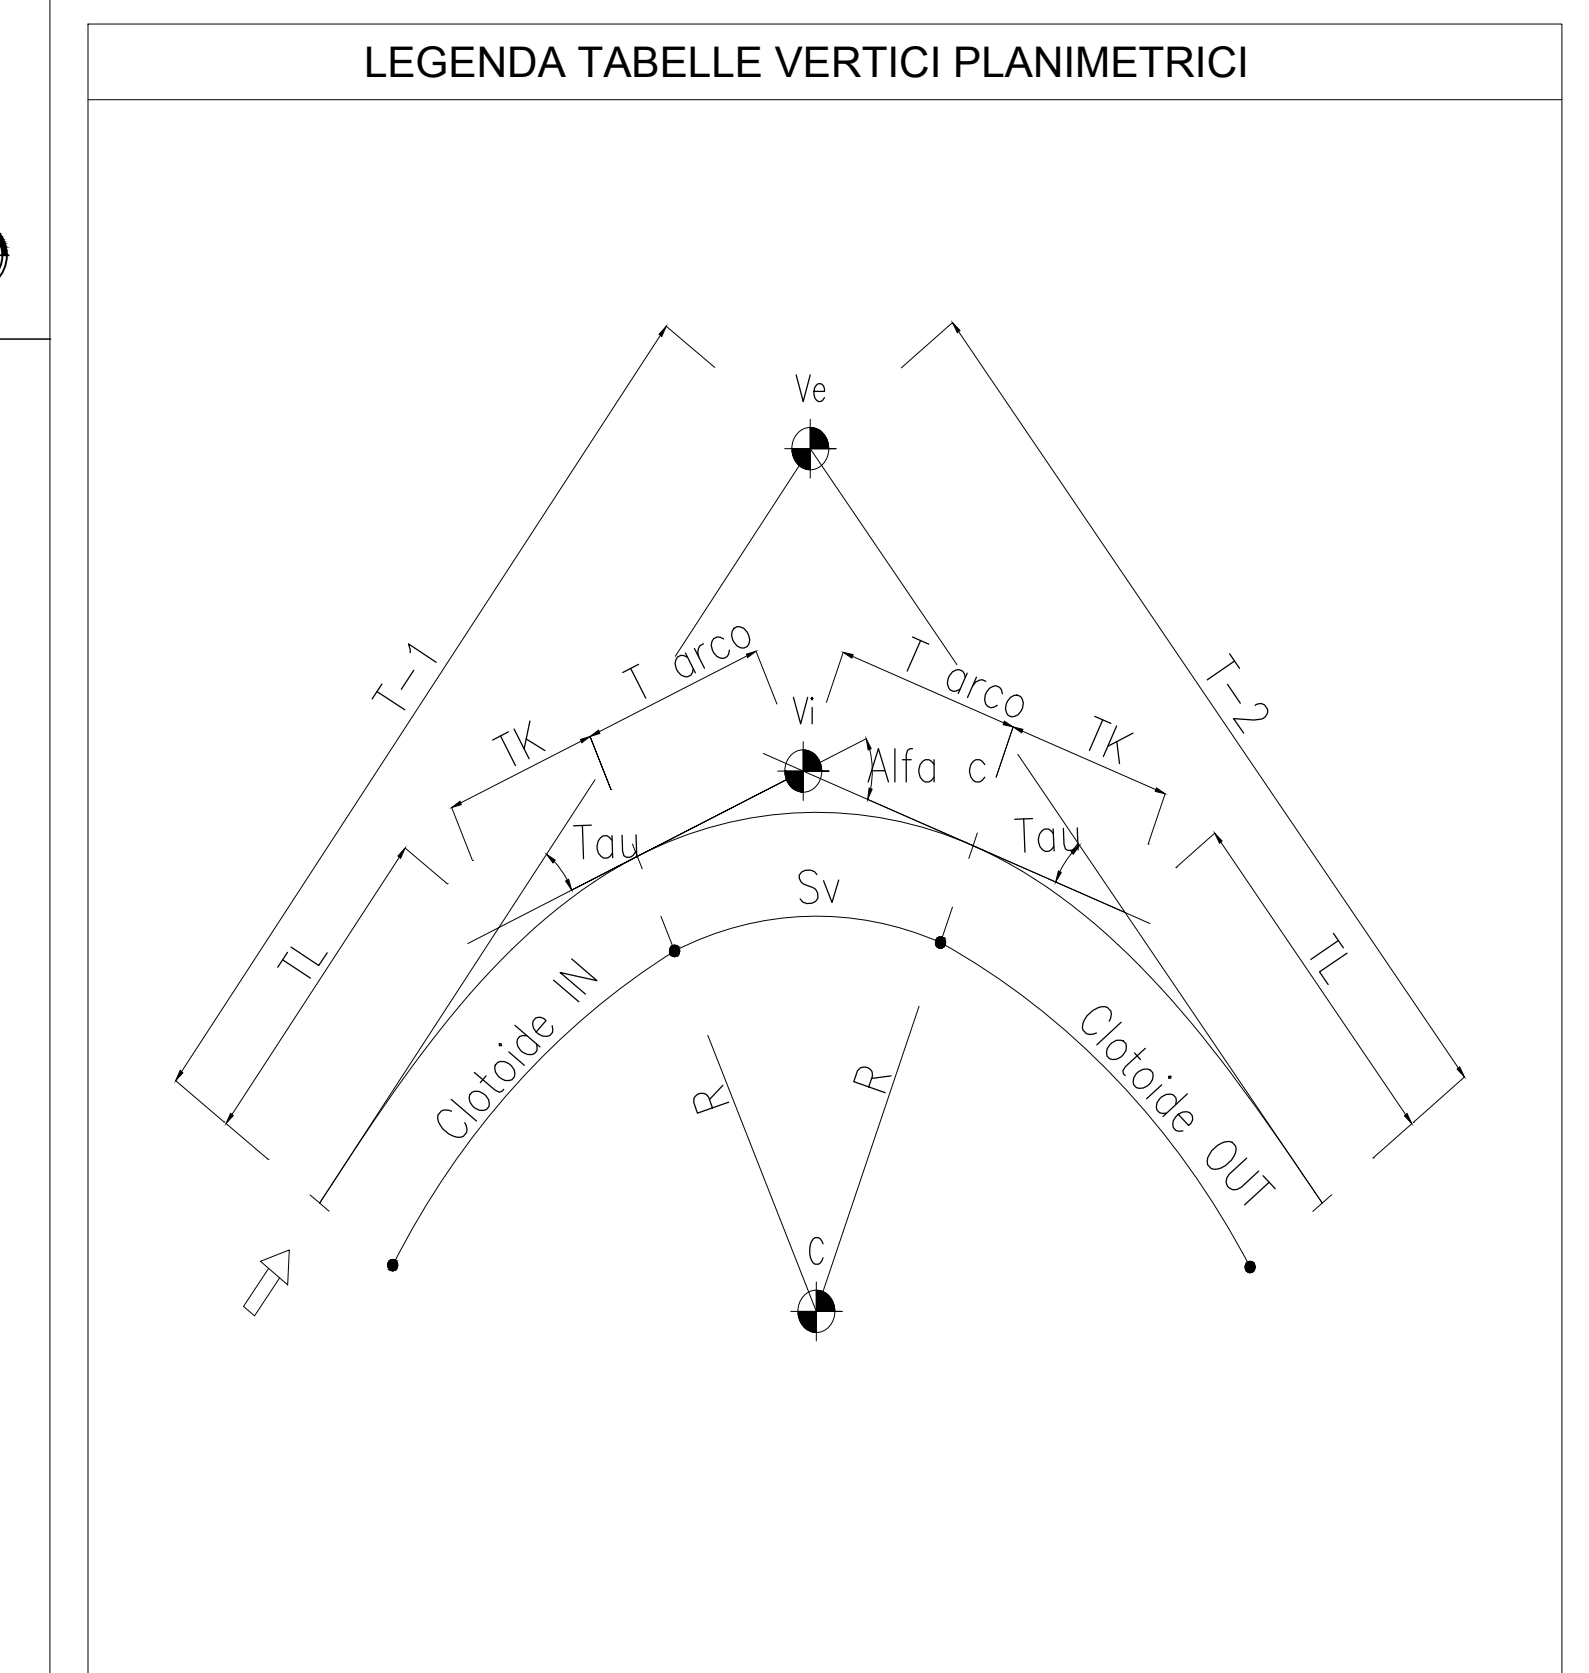 LEGENDA TABELLE VERTICI PLANIMETRICI
Ve
T-1
T arco
T arco
T-2
TK
Vi
TK
Alfa c
Tau
Tau
Sv
TL
TL
Clotoide IN
Clotoide OUT
R
R
C